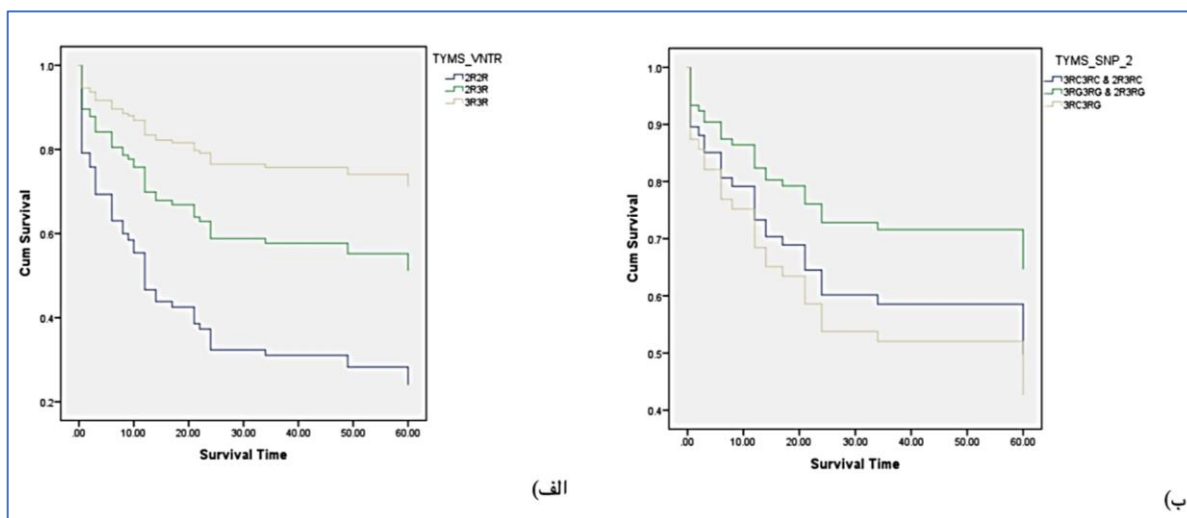 TYMS_VNTR
2R2R
2R3R
3R3R
1.0
0.8
0.6
0.4
0.2
Cum Survival
.00 10.00 20.00 30.00 40.00 50.00 60.00
Survival Time
الف)
TYMS_SNP_2
3RC3RC & 2R3RC
3RG3RG & 2R3RG
3RC3RG
1.0
0.9
0.8
0.7
0.6
0.5
0.4
Cum Survival
.00 10.00 20.00 30.00 40.00 50.00 60.00
Survival Time
ب)